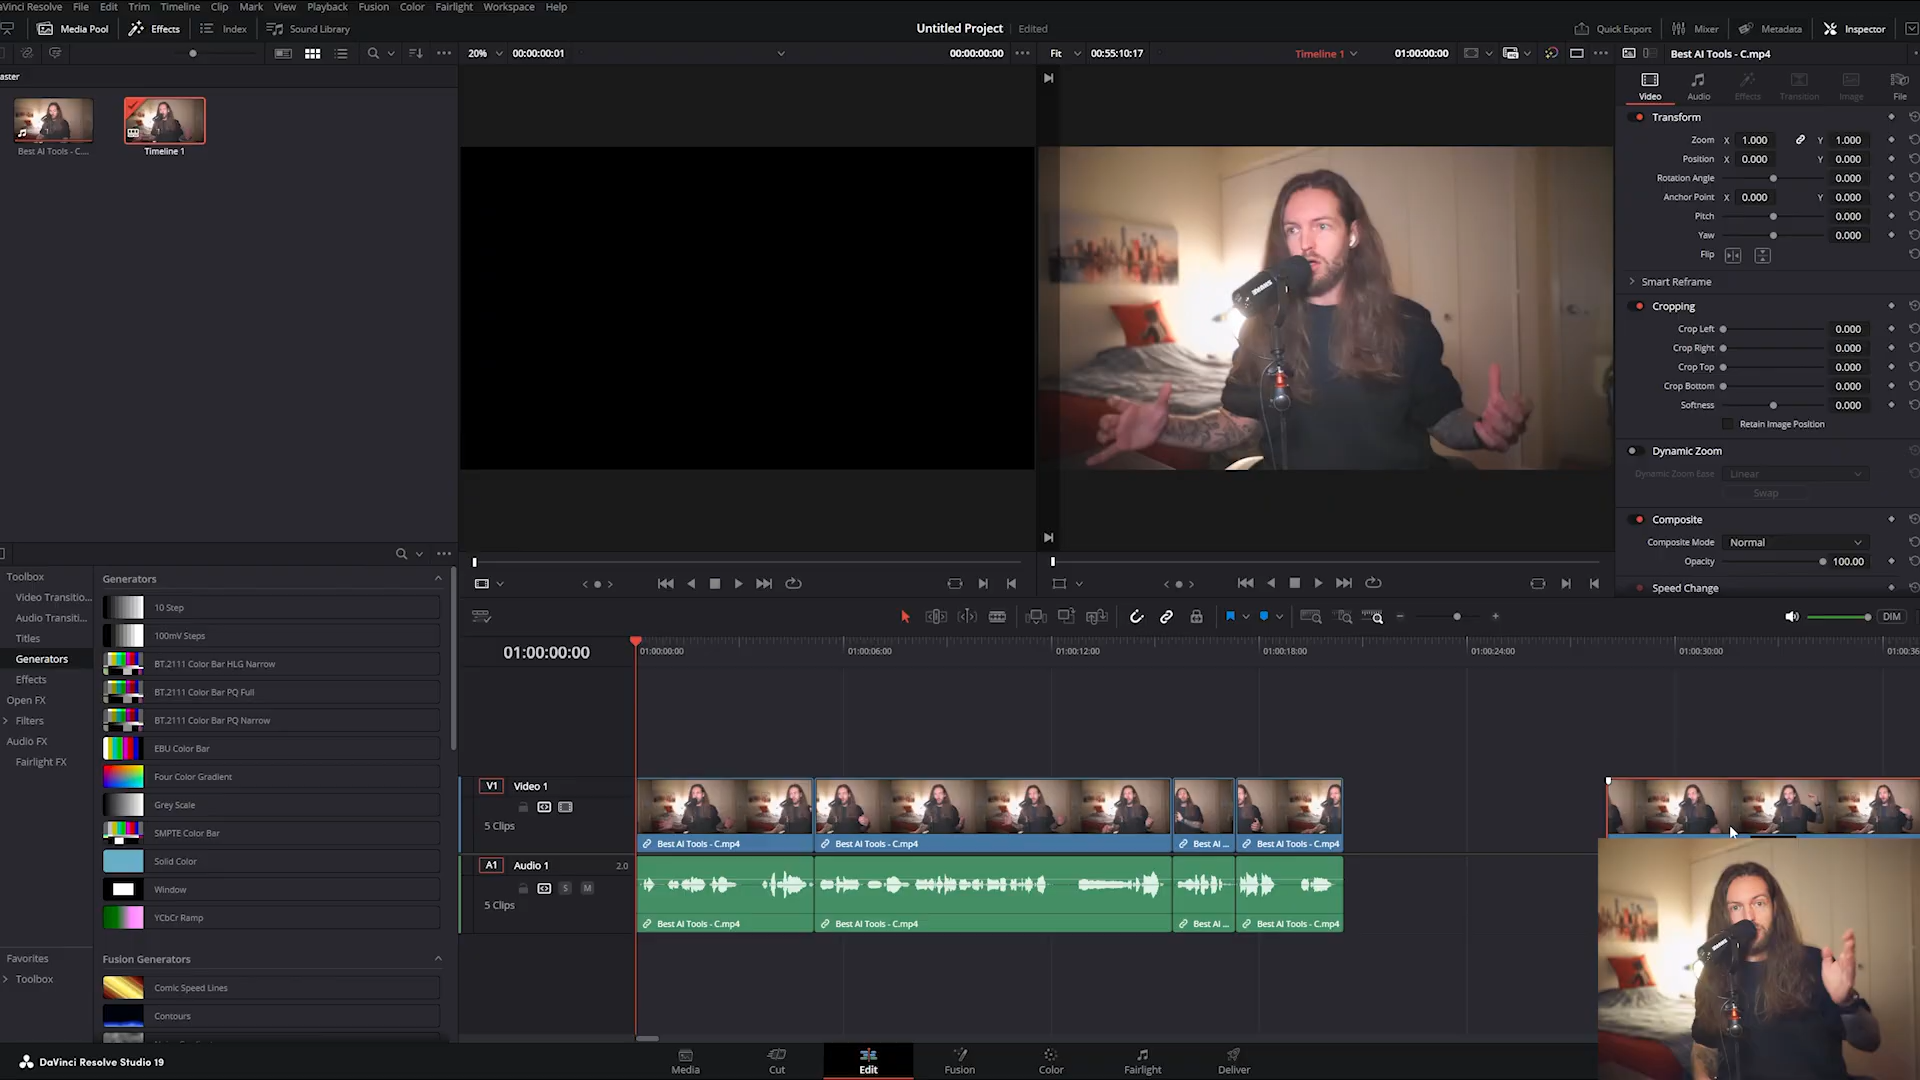 aVinci Resolve File Edit Trim Timeline Clip Mark View Playback Fusion Color Fairlight Workspace Help
Media Pool Effects Index Sound Library Untitled Project Edited Quick Export Mixer Metadata Inspector
20% 00:00:00:01 00:00:00:00 Fit 00:55:10:17 Timeline 1 01:00:00:00 Best AI Tools - C.mp4
aster
Video Audio Effects Transition Image File
Best AI Tools - C.... Timeline 1
Transform
Zoom X 1.000 Y 1.000
Position X 0.000 Y 0.000
Rotation Angle 0.000
Anchor Point X 0.000 Y 0.000
Pitch 0.000
Yaw 0.000
Flip
Smart Reframe
Cropping
Crop Left 0.000
Crop Right 0.000
Crop Top 0.000
Crop Bottom 0.000
Softness 0.000
Retain Image Position
Dynamic Zoom
Dynamic Zoom Ease Linear
Swap
Composite
Composite Mode Normal
Opacity 100.00
Speed Change
Toolbox
Video Transitio...
Audio Transiti...
Titles
Generators
Effects
Open FX
Filters
Audio FX
Fairlight FX
Favorites
Toolbox
Generators
10 Step
100mV Steps
BT.2111 Color Bar HLG Narrow
BT.2111 Color Bar PQ Full
BT.2111 Color Bar PQ Narrow
EBU Color Bar
Four Color Gradient
Grey Scale
SMPTE Color Bar
Solid Color
Window
YCbCr Ramp
Fusion Generators
Comic Speed Lines
Contours
DIM
01:00:00:00 01:00:00:00 01:00:06:00 01:00:12:00 01:00:18:00 01:00:24:00 01:00:30:00 01:00:36
V1 Video 1
5 Clips
Best AI Tools - C.mp4 Best AI Tools - C.mp4 Best AI ... Best AI Tools - C.mp4
A1 Audio 1 2.0
S M
5 Clips
Best AI Tools - C.mp4 Best AI Tools - C.mp4 Best AI ... Best AI Tools - C.mp4
DaVinci Resolve Studio 19
Media Cut Edit Fusion Color Fairlight Deliver